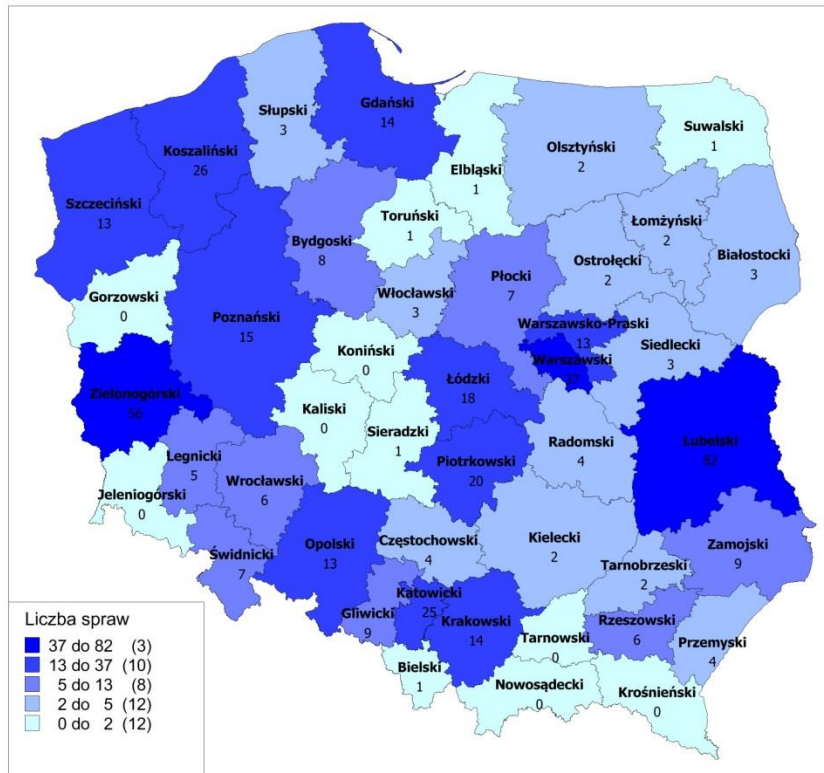 Gdański
14
Słupski
3
Suwalski
1
Koszaliński
26
Olsztyński
2
Elbląski
1
Szczeciński
13
Toruński
1
Łomżyński
2
Bydgoski
8
Białostocki
3
Ostrołęcki
2
Płocki
7
Włocławski
3
Gorzowski
0
Poznański
15
Warszawsko-Praski
13
Siedlecki
3
Koniński
0
Warszawski
37
Łódzki
18
Zielonogórski
56
Kaliski
0
Sieradzki
1
Radomski
4
Lubelski
82
Legnicki
5
Wrocławski
6
Piotrkowski
20
Jeleniogórski
0
Opolski
13
Częstochowski
4
Kielecki
2
Zamojski
9
Świdnicki
7
Tarnobrzeski
2
Katowicki
25
Gliwicki
9
Krakowski
14
Tarnowski
0
Rzeszowski
6
Przemyski
4
Bielski
1
Nowosądecki
0
Krośnieński
0
Liczba spraw
37 do 82 (3)
13 do 37 (10)
5 do 13 (8)
2 do 5 (12)
0 do 2 (12)